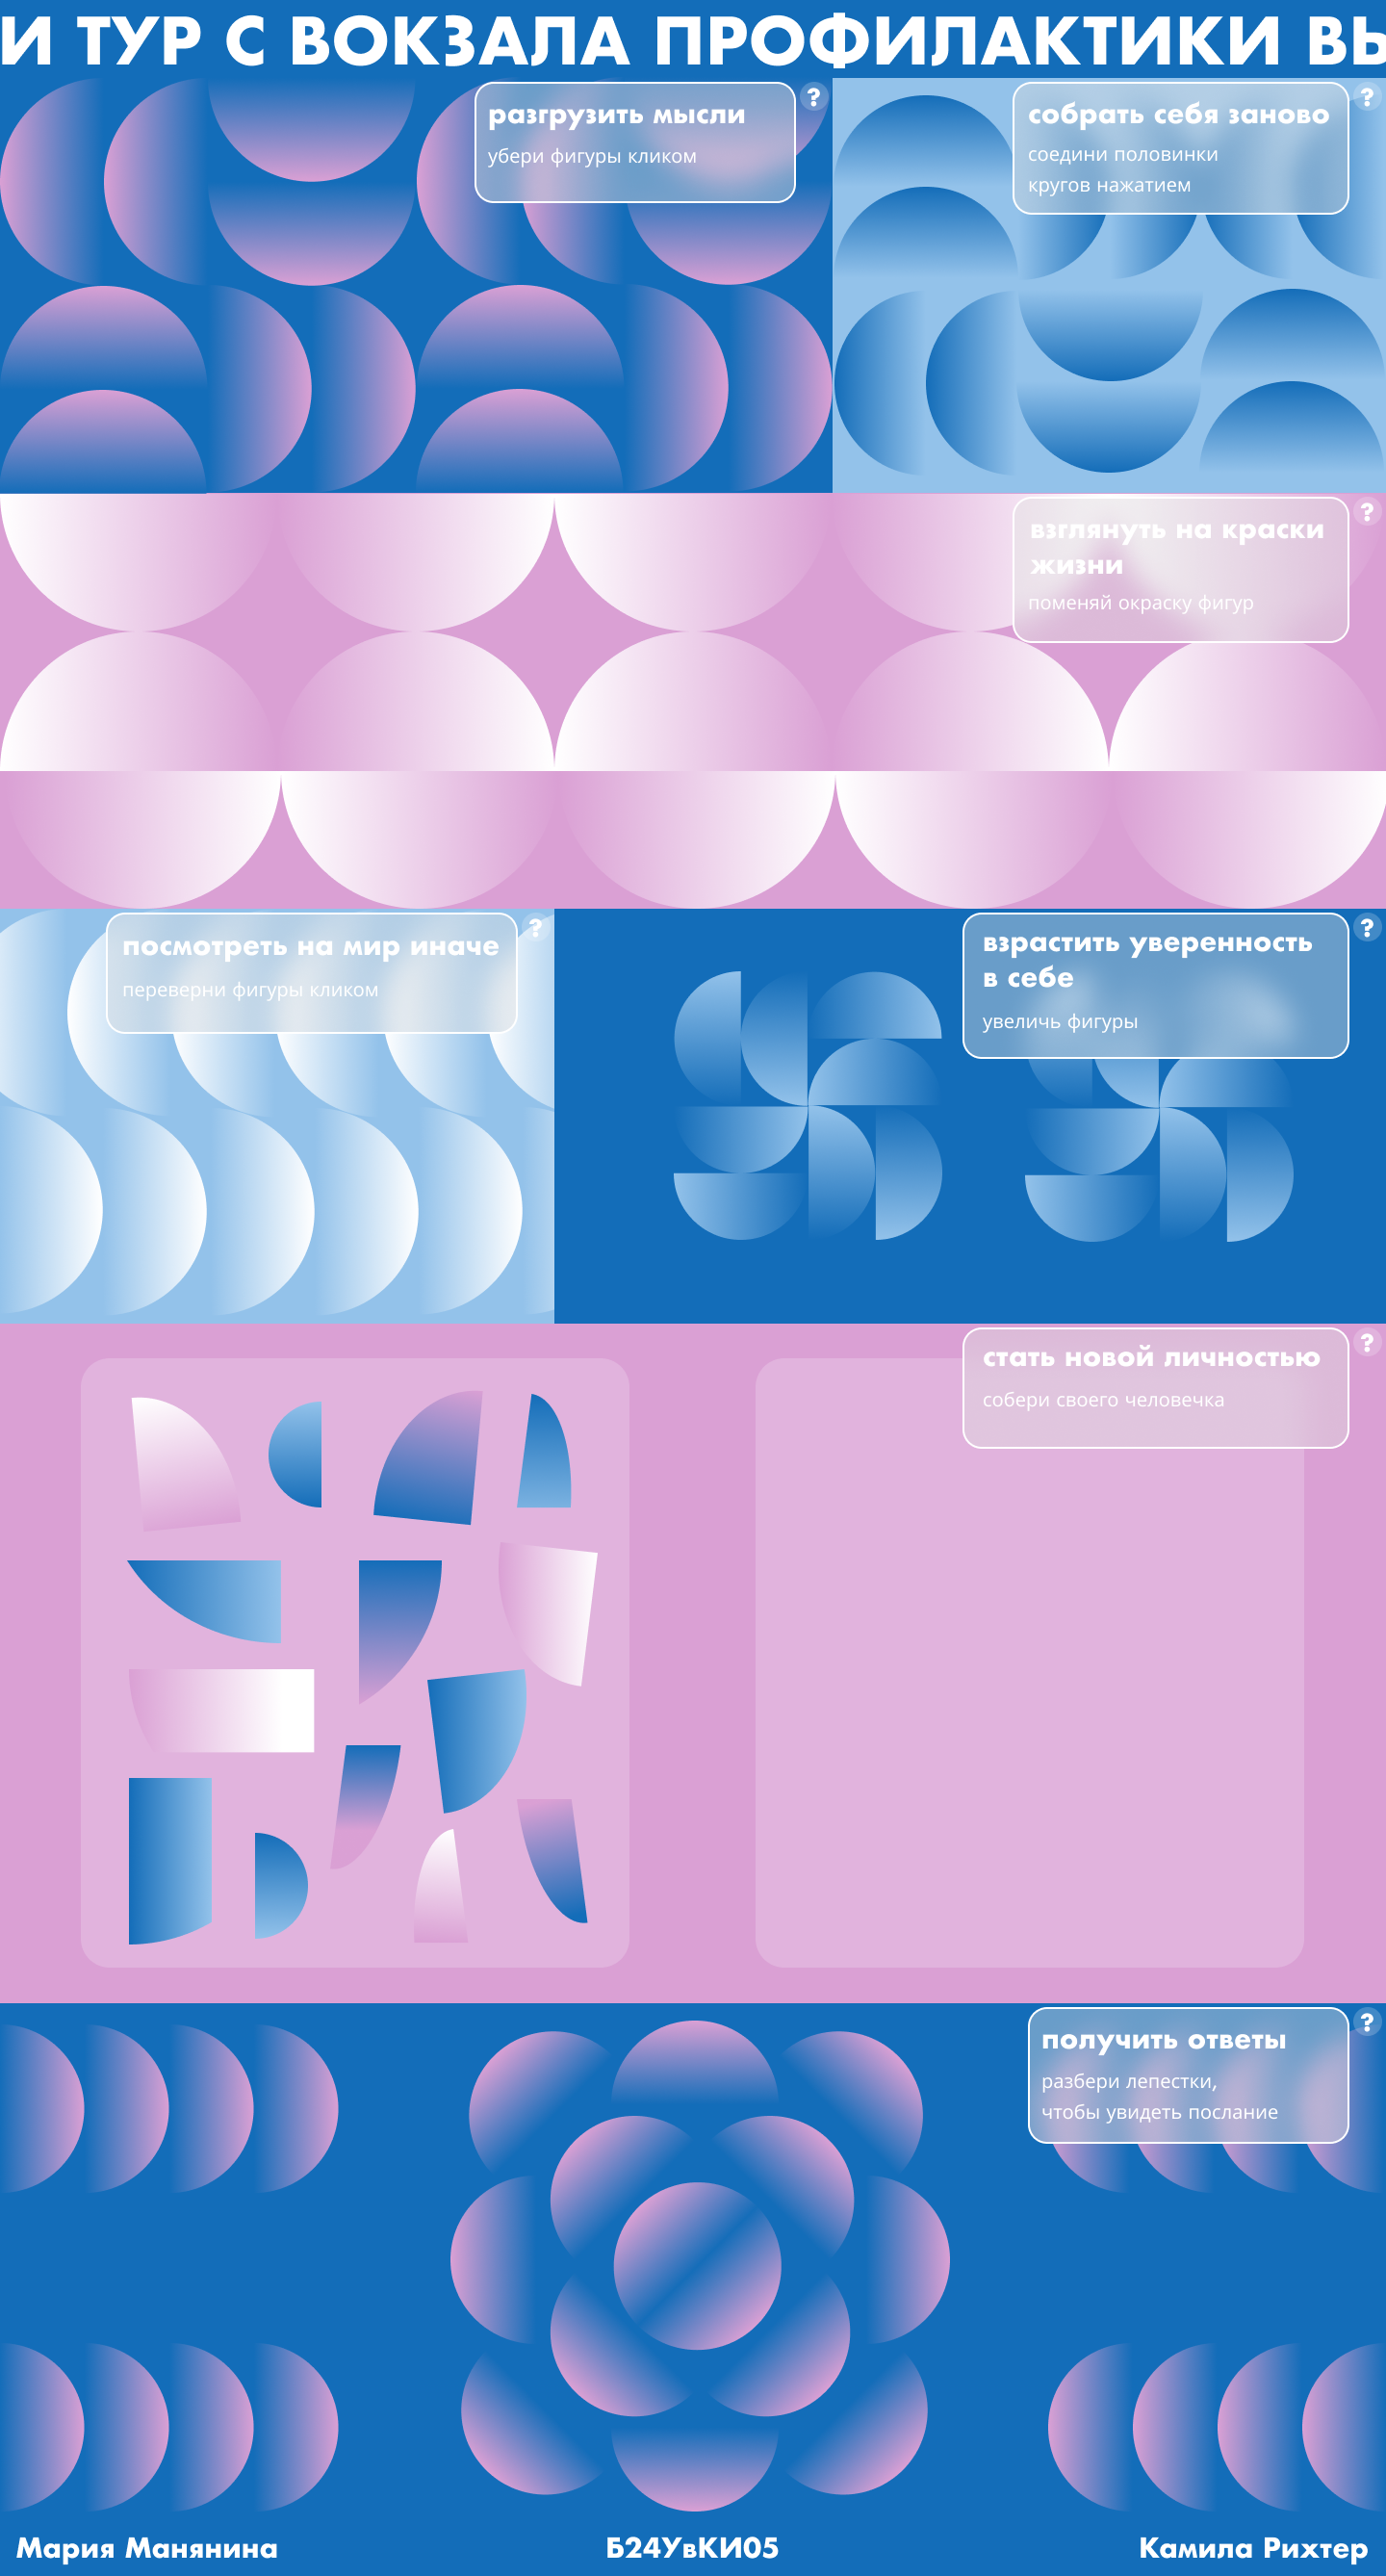 И ТУР С ВОКЗАЛА ПРОФИЛАКТИКИ
разгрузить мысли
?
убери фигуры кликом
собрать себя заново
?
соедини половинки
кругов нажатием
взглянуть на краски
?
жизни
поменяй окраску фигур
посмотреть на мир иначе
?
переверни фигуры кликом
взрастить уверенность
?
в себе
увеличь фигуры
стать новой личностью
?
собери своего человечка
получить ответы
?
разбери лепестки,
чтобы увидеть послание
Мария Манянина
Б24УвКИ05
Камила Рихтер